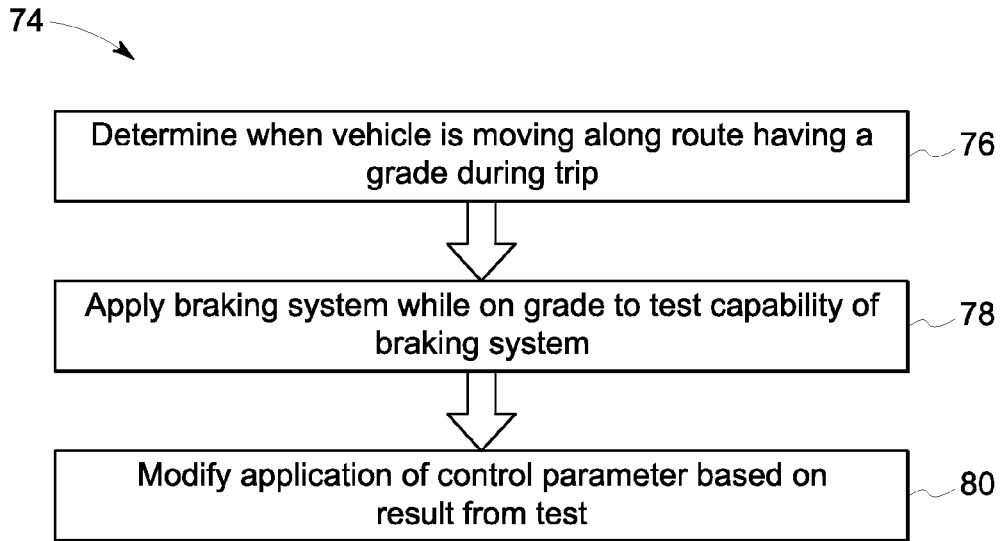 74
Determine when vehicle is moving along route having a
grade during trip
76
Apply braking system while on grade to test capability of
braking system
78
Modify application of control parameter based on
result from test
80